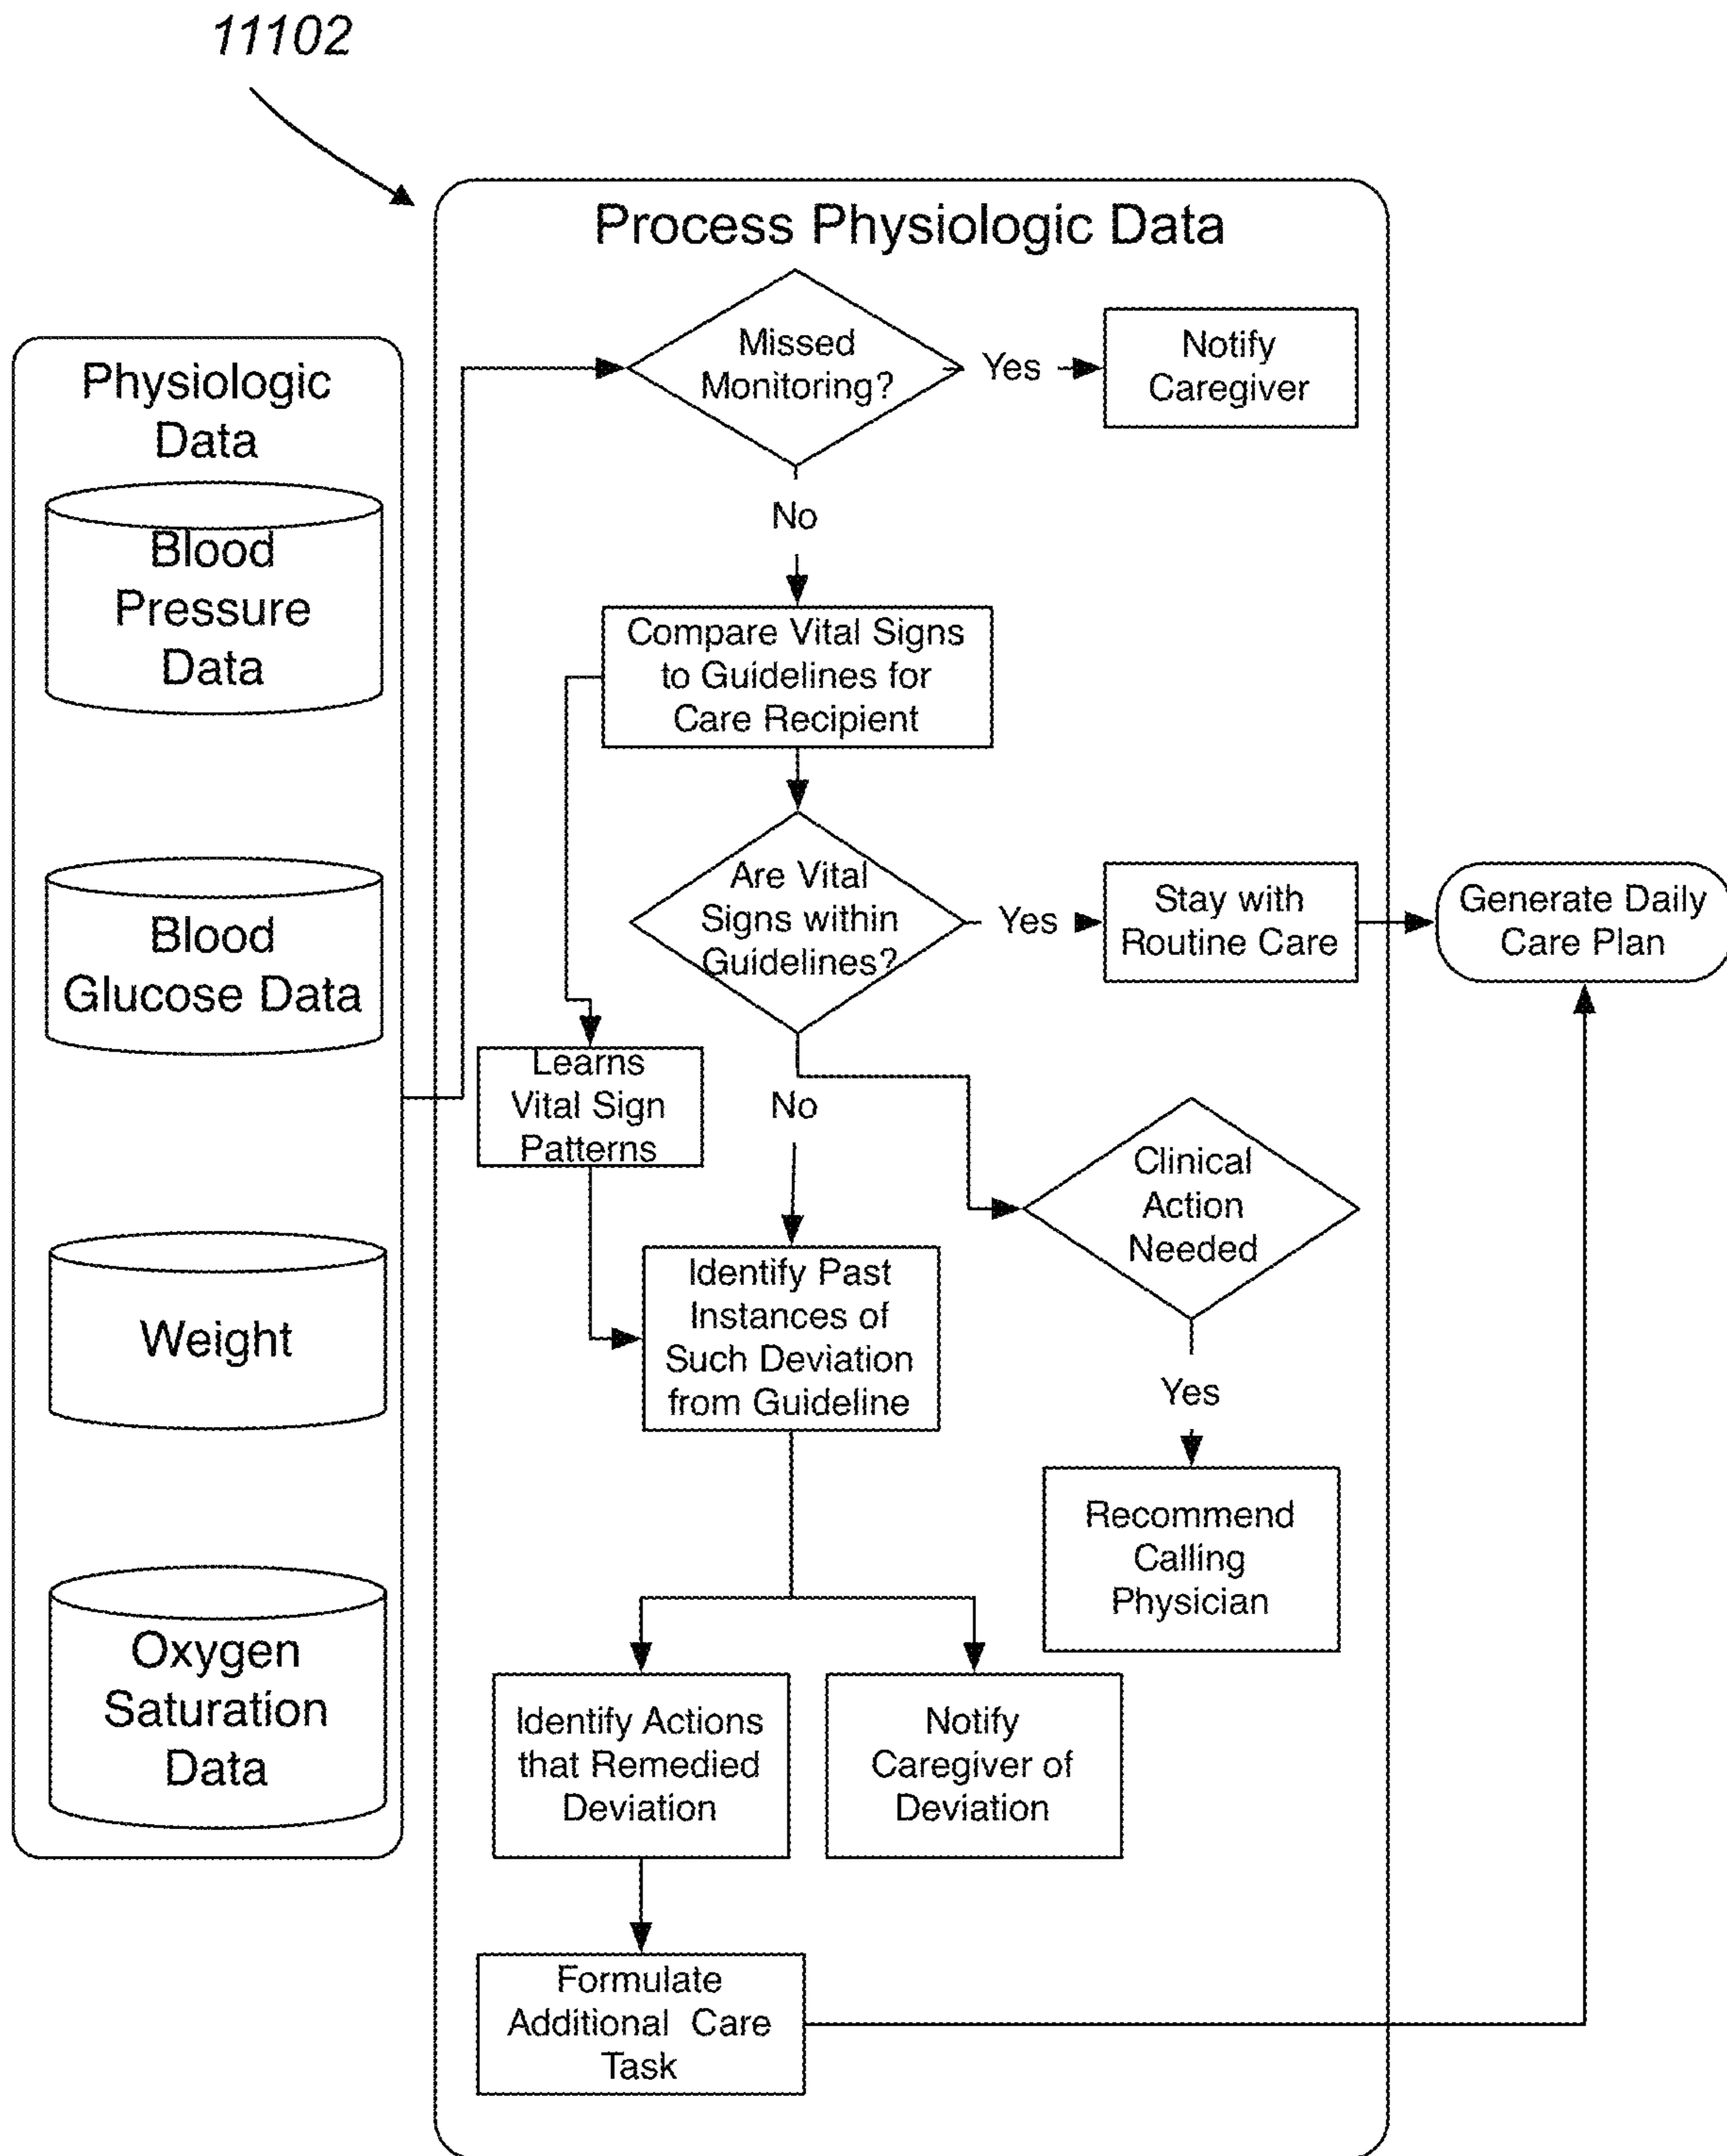 11102
Process Physiologic Data
Physiologic
Data
Blood
Pressure
Data
Blood
Glucose Data
Weight
Oxygen
Saturation
Data
Missed
Monitoring?
Yes
Notify
Caregiver
No
Compare Vital Signs
to Guidelines for
Care Recipient
Are Vital
Signs within
Guidelines?
Yes
Stay with
Routine Care
Generate Daily
Care Plan
Learns
Vital Sign
Patterns
No
Clinical
Action
Needed
Identify Past
Instances of
Such Deviation
from Guideline
Yes
Recommend
Calling
Physician
Identify Actions
that Remedied
Deviation
Notify
Caregiver of
Deviation
Formulate
Additional Care
Task